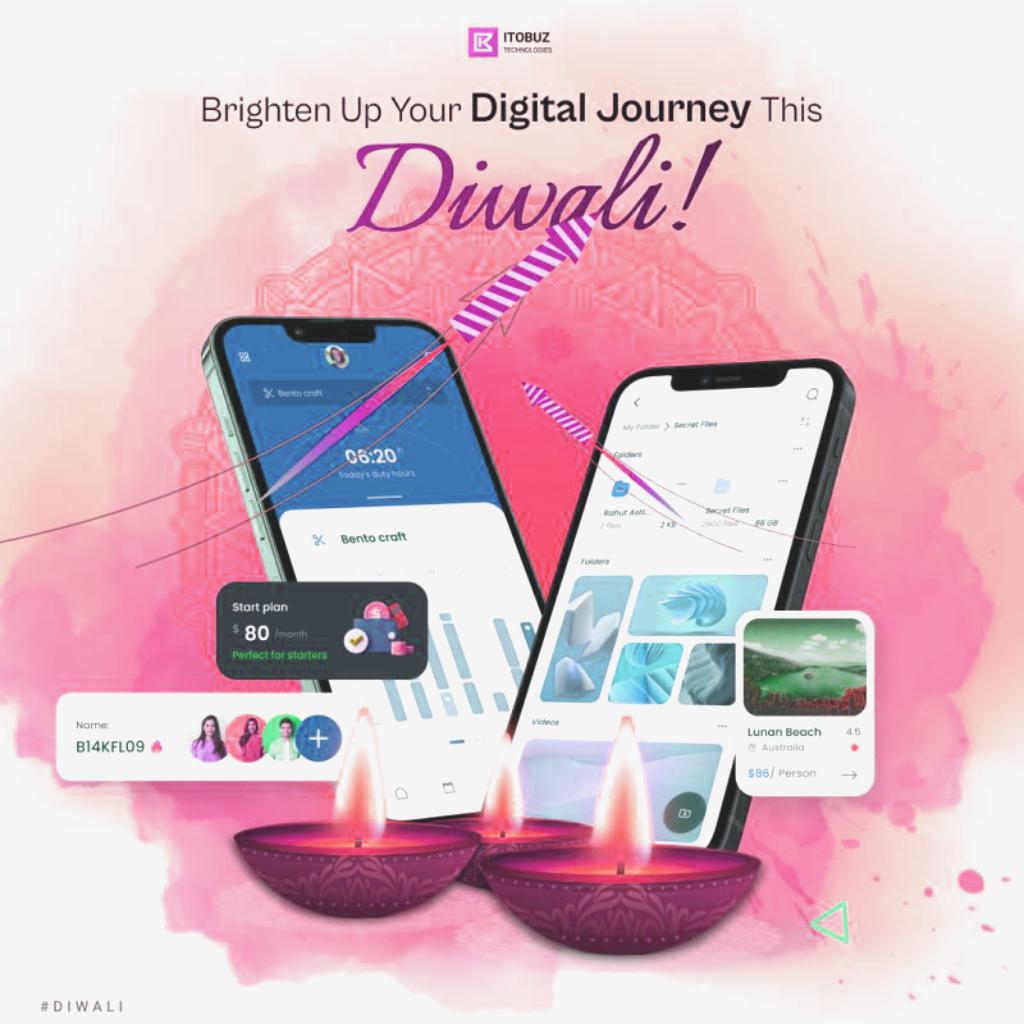 ITOBUZ
TECHNOLOGIES
Brighten Up Your Digital Journey This
Diwali!
Bento craft
06:20 h
Today's duty hours
Bento craft
My Folder > Secret Files
Folders
Secret Files
2 files
2 KB
2800 files
86 GB
Folders
Videos
Start plan
$ 80 /month
Perfect for starters
Name:
B14KFL09
Lunan Beach 4.5
Australia
$86/ Person
#DIWALI